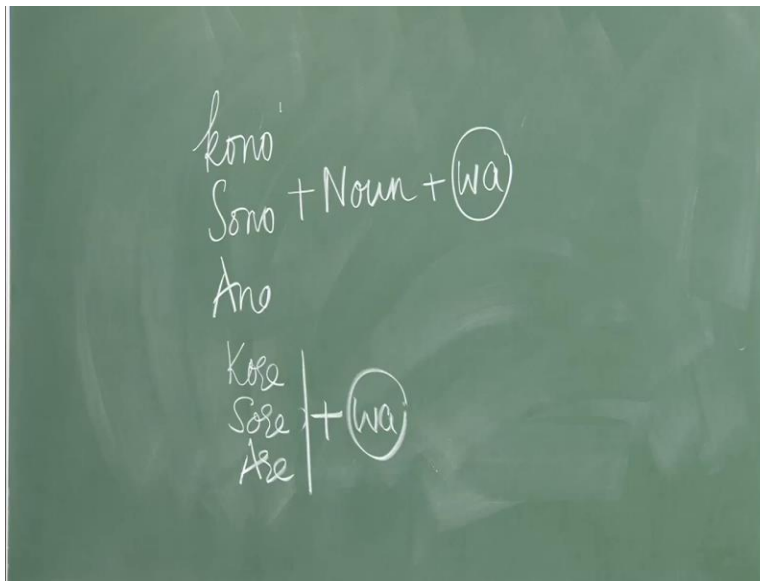 kono
Sono + Noun + wa
Ano
Kore
Sore + wa
Are